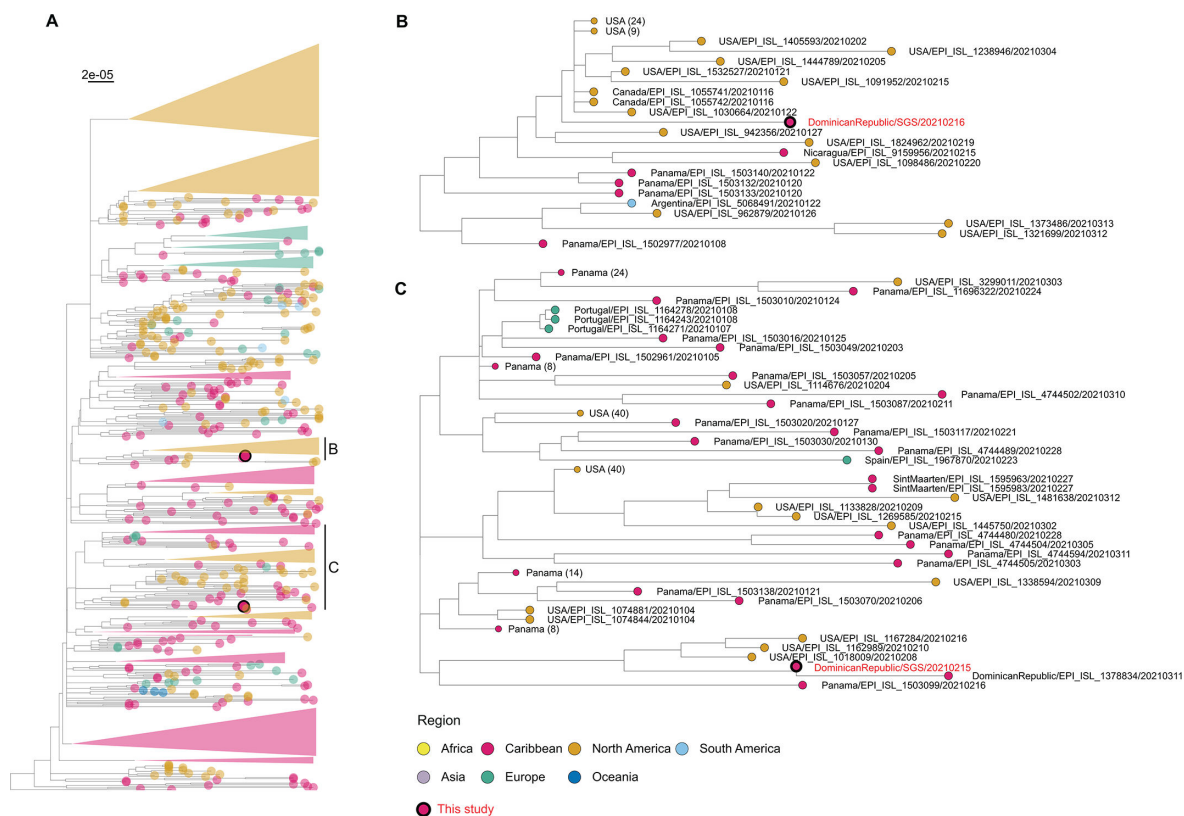 A
2e-05
B
C
B
USA (24)
USA (9)
USA/EPI_ISL_1405593/20210202
USA/EPI_ISL_1238946/20210304
USA/EPI_ISL_1444789/20210205
USA/EPI_ISL_1532527/20210121
USA/EPI_ISL_1091952/20210215
Canada/EPI_ISL_1055741/20210116
Canada/EPI_ISL_1055742/20210116
USA/EPI_ISL_1030664/20210122
DominicanRepublic/SGS/20210216
USA/EPI_ISL_942356/20210127
USA/EPI_ISL_1824962/20210219
Nicaragua/EPI_ISL_9159956/20210215
USA/EPI_ISL_1098486/20210220
Panama/EPI_ISL_1503140/20210122
Panama/EPI_ISL_1503132/20210120
Panama/EPI_ISL_1503133/20210120
Argentina/EPI_ISL_5068491/20210122
USA/EPI_ISL_962879/20210126
USA/EPI_ISL_1373486/20210313
USA/EPI_ISL_1321699/20210312
Panama/EPI_ISL_1502977/20210108
C
Panama (24)
USA/EPI_ISL_3299011/20210303
Panama/EPI_ISL_11696322/20210224
Panama/EPI_ISL_1503010/20210124
Portugal/EPI_ISL_1164278/20210108
Portugal/EPI_ISL_1164243/20210108
Portugal/EPI_ISL_1164271/20210107
Panama/EPI_ISL_1503016/20210125
Panama/EPI_ISL_1503049/20210203
Panama/EPI_ISL_1502961/20210105
Panama (8)
Panama/EPI_ISL_1503057/20210205
USA/EPI_ISL_1114676/20210204
Panama/EPI_ISL_4744502/20210310
Panama/EPI_ISL_1503087/20210211
USA (40)
Panama/EPI_ISL_1503020/20210127
Panama/EPI_ISL_1503117/20210221
Panama/EPI_ISL_1503030/20210130
Panama/EPI_ISL_4744489/20210228
Spain/EPI_ISL_1967870/20210223
USA (40)
SintMaarten/EPI_ISL_1595963/20210227
SintMaarten/EPI_ISL_1595983/20210227
USA/EPI_ISL_1481638/20210312
USA/EPI_ISL_1133828/20210209
USA/EPI_ISL_1269585/20210215
USA/EPI_ISL_1445750/20210302
Panama/EPI_ISL_4744480/20210228
Panama/EPI_ISL_4744504/20210305
Panama/EPI_ISL_4744594/20210311
Panama/EPI_ISL_4744505/20210303
Panama (14)
USA/EPI_ISL_1338594/20210309
Panama/EPI_ISL_1503138/20210121
Panama/EPI_ISL_1503070/20210206
USA/EPI_ISL_1074881/20210104
USA/EPI_ISL_1074844/20210104
Panama (8)
USA/EPI_ISL_1167284/20210216
USA/EPI_ISL_1162989/20210210
USA/EPI_ISL_1018009/20210208
DominicanRepublic/SGS/20210215
DominicanRepublic/EPI_ISL_1378834/20210311
Panama/EPI_ISL_1503099/20210216
Region
Africa Caribbean North America South America
Asia Europe Oceania
This study